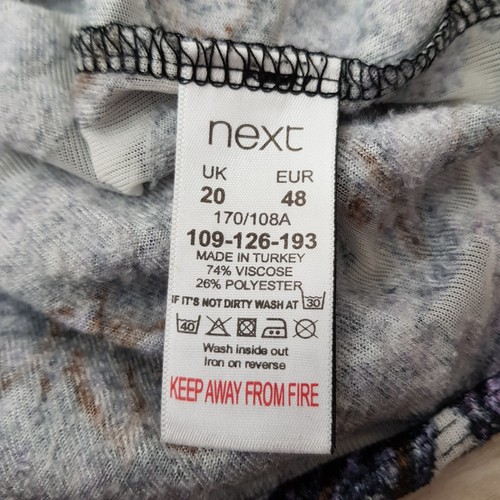 next
UK EUR
20 48
170/108A
109-126-193
MADE IN TURKEY
74% VISCOSE
26% POLYESTER
IF IT'S NOT DIRTY WASH AT 30
40
Wash inside out
Iron on reverse
KEEP AWAY FROM FIRE